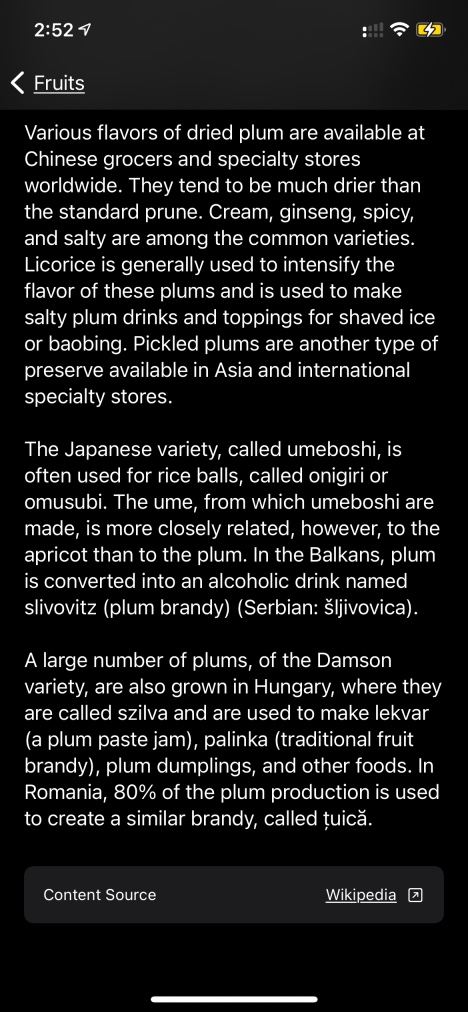 2:52
Fruits
Various flavors of dried plum are available at
Chinese grocers and specialty stores
worldwide. They tend to be much drier than
the standard prune. Cream, ginseng, spicy,
and salty are among the common varieties.
Licorice is generally used to intensify the
flavor of these plums and is used to make
salty plum drinks and toppings for shaved ice
or baobing. Pickled plums are another type of
preserve available in Asia and international
specialty stores.
The Japanese variety, called umeboshi, is
often used for rice balls, called onigiri or
omusubi. The ume, from which umeboshi are
made, is more closely related, however, to the
apricot than to the plum. In the Balkans, plum
is converted into an alcoholic drink named
slivovitz (plum brandy) (Serbian: šljivovica).
A large number of plums, of the Damson
variety, are also grown in Hungary, where they
are called szilva and are used to make lekvar
(a plum paste jam), palinka (traditional fruit
brandy), plum dumplings, and other foods. In
Romania, 80% of the plum production is used
to create a similar brandy, called țuică.
Content Source Wikipedia